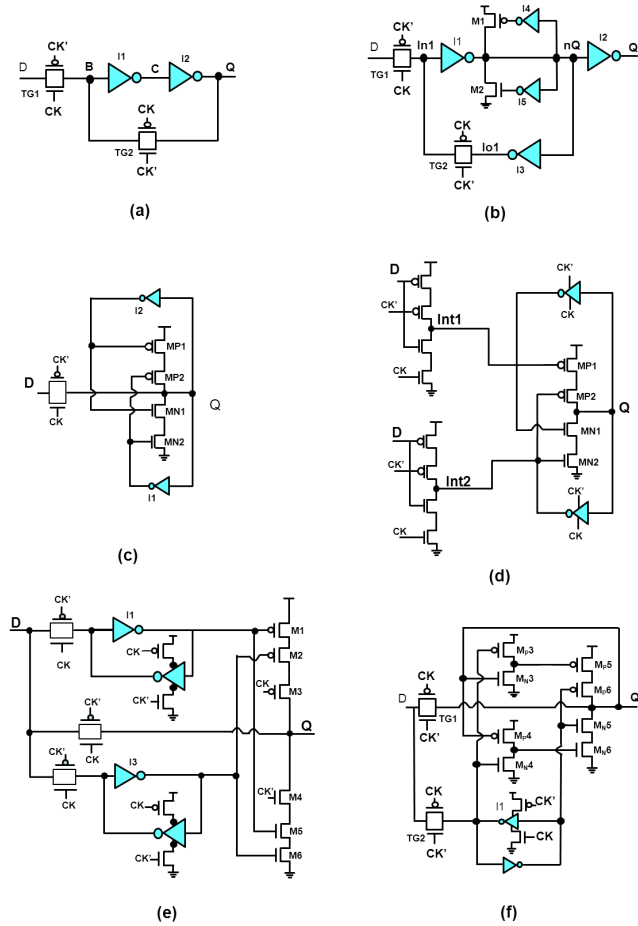 CK' I1 I2 Q
D B C
TG1
CK
CK
TG2
CK'
(a)
I4
M1
CK'
D In1 I1 nQ I2 Q
TG1
CK
M2 I5
CK Io1
TG2 I3
CK'
(b)
I2
MP1
CK'
MP2
D Q
MN1
CK
MN2
I1
(c)
CK'
D
CK
CK' Int1
MP1
CK
MP2 Q
MN1
D
MN2
CK' Int2
CK'
CK
CK
(d)
CK' I1
D M1
CK
CK M2
CK' M3
CK' Q
CK
CK' I3 CK' M4
CK
CK M5
M6
CK'
(e)
MP3
MP5
MN3
CK MP6
D Q
TG1
CK' MP4 MN5
MN6
MN4
CK I1 CK'
TG2 CK
CK'
(f)